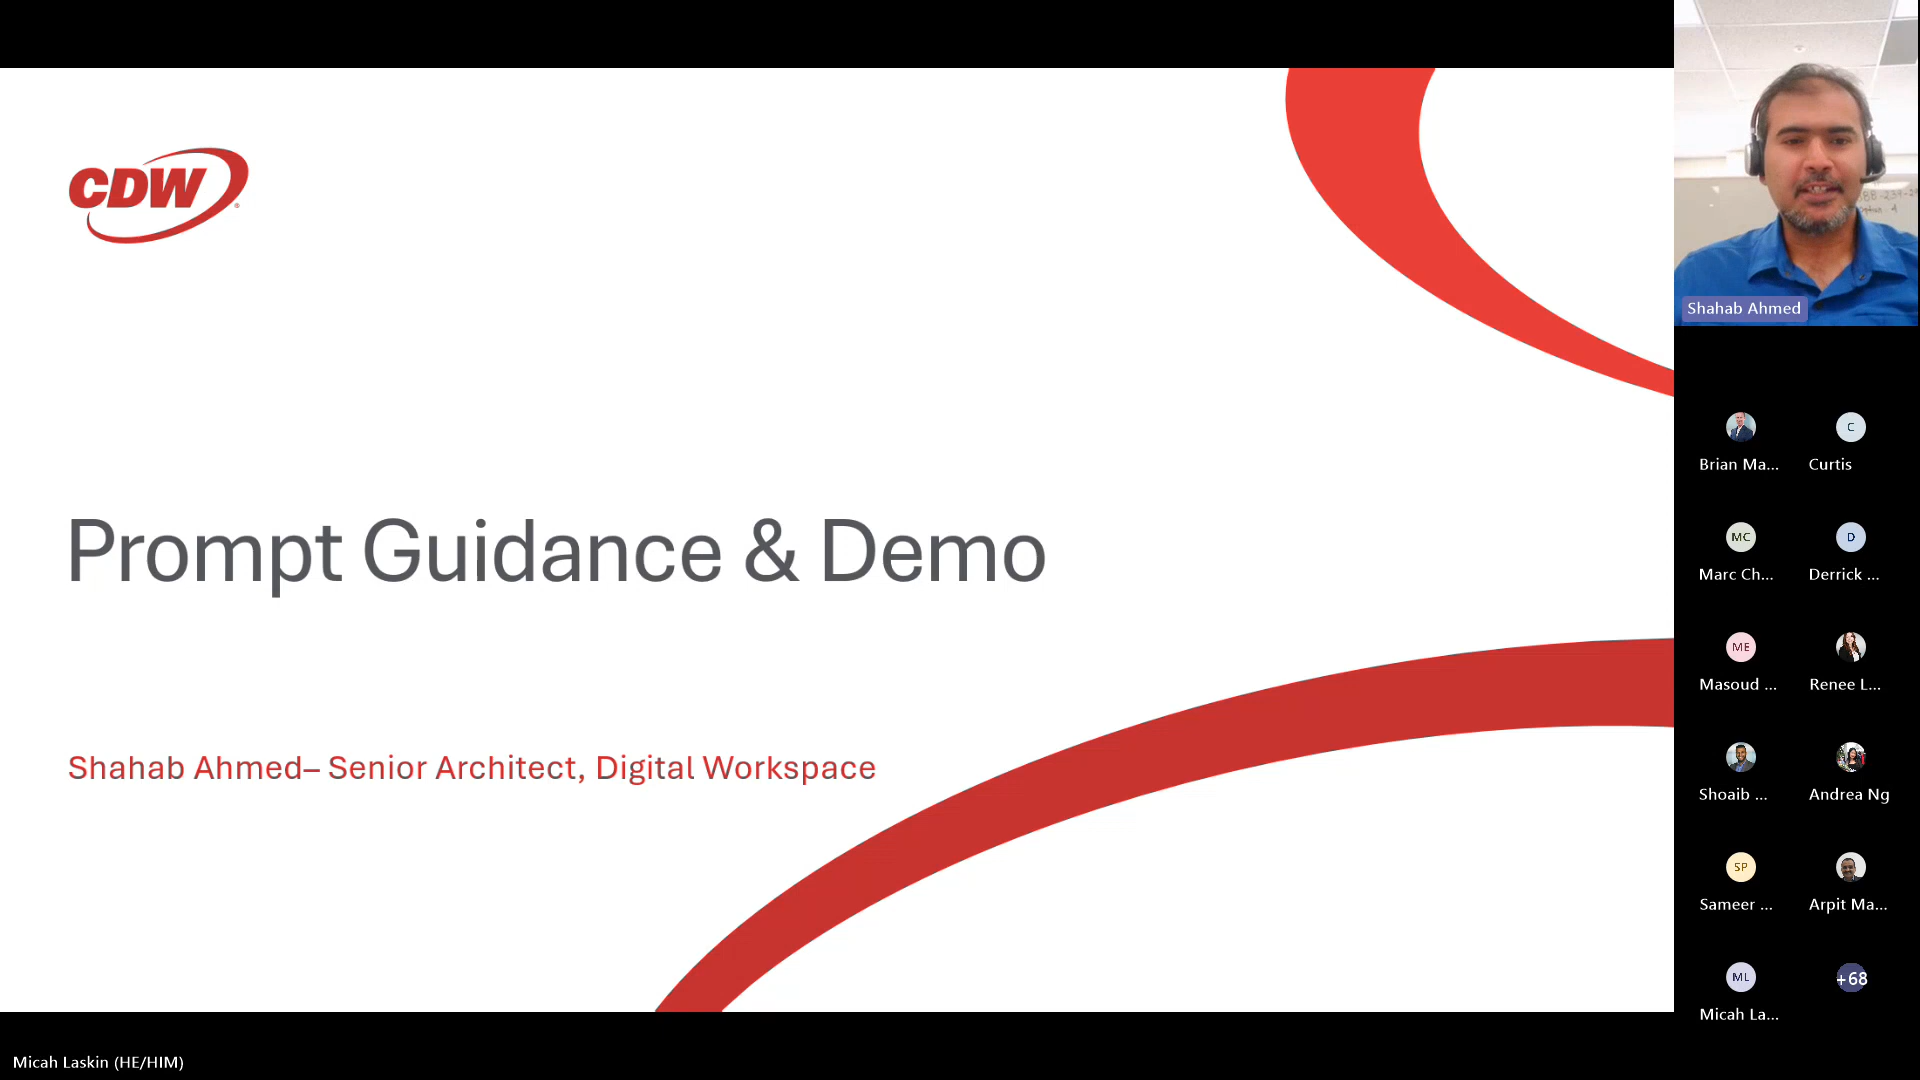 CDW
Prompt Guidance & Demo
Shahab Ahmed– Senior Architect, Digital Workspace
Shahab Ahmed
Brian Ma...
C
Curtis
MC
Marc Ch...
D
Derrick ...
ME
Masoud ...
Renee L...
Shoaib ...
Andrea Ng
SP
Sameer ...
Arpit Ma...
ML
Micah La...
+68
Micah Laskin (HE/HIM)